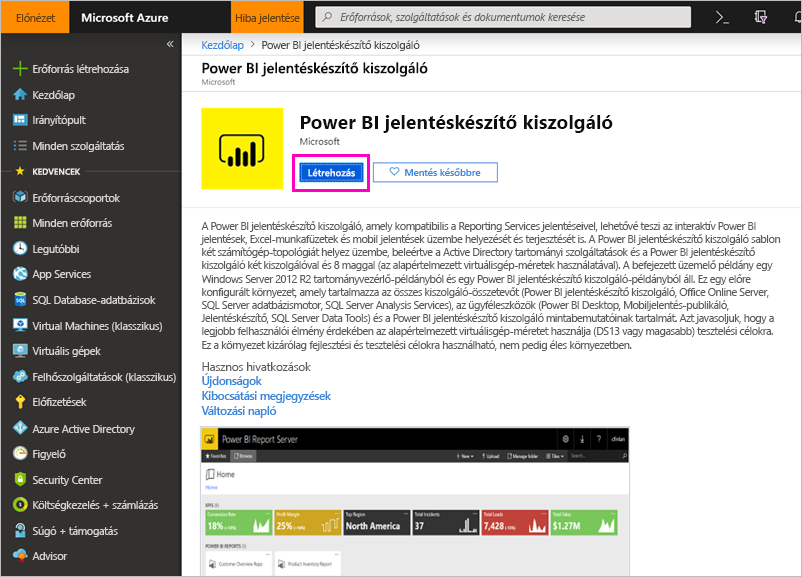 Előnézet
Microsoft Azure
Hiba jelentése
Erőforrások, szolgáltatások és dokumentumok keresése
Erőforrás létrehozása
Kezdőlap
Irányítópult
Minden szolgáltatás
KEDVENCEK
Erőforráscsoportok
Minden erőforrás
Legutóbbi
App Services
SQL Database-adatbázisok
Virtual Machines (klasszikus)
Virtuális gépek
Felhőszolgáltatások (klasszikus)
Előfizetések
Azure Active Directory
Figyelő
Security Center
Költségkezelés + számlázás
Súgó + támogatás
Advisor
Kezdőlap > Power BI jelentéskészítő kiszolgáló
Power BI jelentéskészítő kiszolgáló
Microsoft
Power BI jelentéskészítő kiszolgáló
Microsoft
Létrehozás
Mentés későbbre
A Power BI jelentéskészítő kiszolgáló, amely kompatibilis a Reporting Services jelentéseivel, lehetővé teszi az interaktív Power BI
jelentések, Excel-munkafüzetek és mobil jelentések üzembe helyezését és terjesztését is. A Power BI jelentéskészítő kiszolgáló sablon
két számítógép-topológiát helyez üzembe, beleértve a Active Directory tartományi szolgáltatások és a Power BI jelentéskészítő
kiszolgáló két kiszolgálóval és 8 maggal (az alapértelmezett virtuálisgép-méretek használatával). A befejezett üzemelő példány egy
Windows Server 2012 R2 tartományvezérlő-példányból és egy Power BI jelentéskészítő kiszolgáló-példányból áll. Ez egy előre
konfigurált környezet, amely tartalmazza az összes kiszolgáló-összetevőt (Power BI jelentéskészítő kiszolgáló, Office Online Server,
SQL Server adatbázismotor, SQL Server Analysis Services), az ügyféleszközök (Power BI Desktop, Mobiljelentés-publikáló,
Jelentéskészítő, SQL Server Data Tools) és a Power BI jelentéskészítő kiszolgáló mintabemutatóinak tartalmát. Azt javasoljuk, hogy a
legjobb felhasználói élmény érdekében az alapértelmezett virtuálisgép-méretet használja (DS13 vagy magasabb) tesztelési célokra.
Ez a környezet kizárólag fejlesztési és tesztelési célokra használható, nem pedig éles környezetben.
Hasznos hivatkozások
Újdonságok
Kibocsátási megjegyzések
Változási napló
Power BI Report Server
? cfinlan
Favorites Browse + New Upload Manage folder Tiles Search...
Home
Home
KPIS (6)
Conversion Rate
18%
Profit Margin
25%
Top Region
North America
Total Incidents
37
Total Leads
7,428
Total Sales
$1.27M
POWER BI REPORTS (5)
Customer Overview Repo
Product Inventory Report